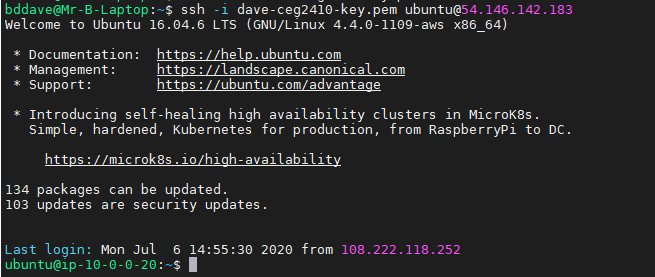 bddave@Mr-B-Laptop:~$ ssh -i dave-ceg2410-key.pem ubuntu@54.146.142.183
Welcome to Ubuntu 16.04.6 LTS (GNU/Linux 4.4.0-1109-aws x86_64)
* Documentation: https://help.ubuntu.com
* Management: https://landscape.canonical.com
* Support: https://ubuntu.com/advantage
* Introducing self-healing high availability clusters in MicroK8s.
Simple, hardened, Kubernetes for production, from RaspberryPi to DC.
https://microk8s.io/high-availability
134 packages can be updated.
103 updates are security updates.
Last login: Mon Jul  6 14:55:30 2020 from 108.222.118.252
ubuntu@ip-10-0-0-20:~$